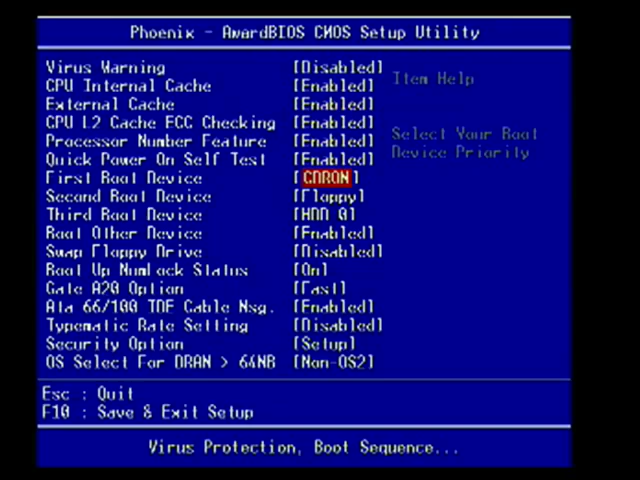 Phoenix - AwardBIOS CMOS Setup Utility
Virus Warning [Disabled]
Item Help
CPU Internal Cache [Enabled]
External Cache [Enabled]
CPU L2 Cache ECC Checking [Enabled]
Processor Number Feature [Enabled]
Select Your Boot
Device Priority
Quick Power On Self Test [Enabled]
First Boot Device [CDROM]
Second Boot Device [Floppy]
Third Boot Device [HDD-0]
Boot Other Device [Enabled]
Swap Floppy Drive [Disabled]
Boot Up NumLock Status [On]
Gate A20 Option [Fast]
Ata 66/100 IDE Cable Msg. [Enabled]
Typematic Rate Setting [Disabled]
Security Option [Setup]
OS Select For DRAM > 64MB [Non-OS2]
Esc : Quit
F10 : Save & Exit Setup
Virus Protection, Boot Sequence...